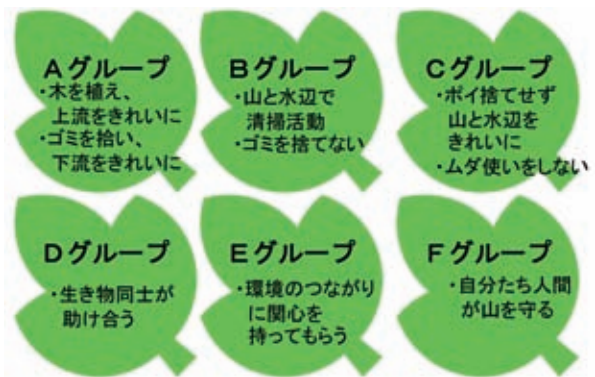 Aグループ
・木を植え、
上流をきれいに
・ゴミを拾い、
下流をきれいに
Bグループ
・山と水辺で
清掃活動
・ゴミを捨てない
Cグループ
・ポイ捨てせず
山と水辺を
きれいに
・ムダ使いをしない
Dグループ
・生き物同士が
助け合う
Eグループ
・環境のつながり
に関心を
持ってもらう
Fグループ
・自分たち人間
が山を守る